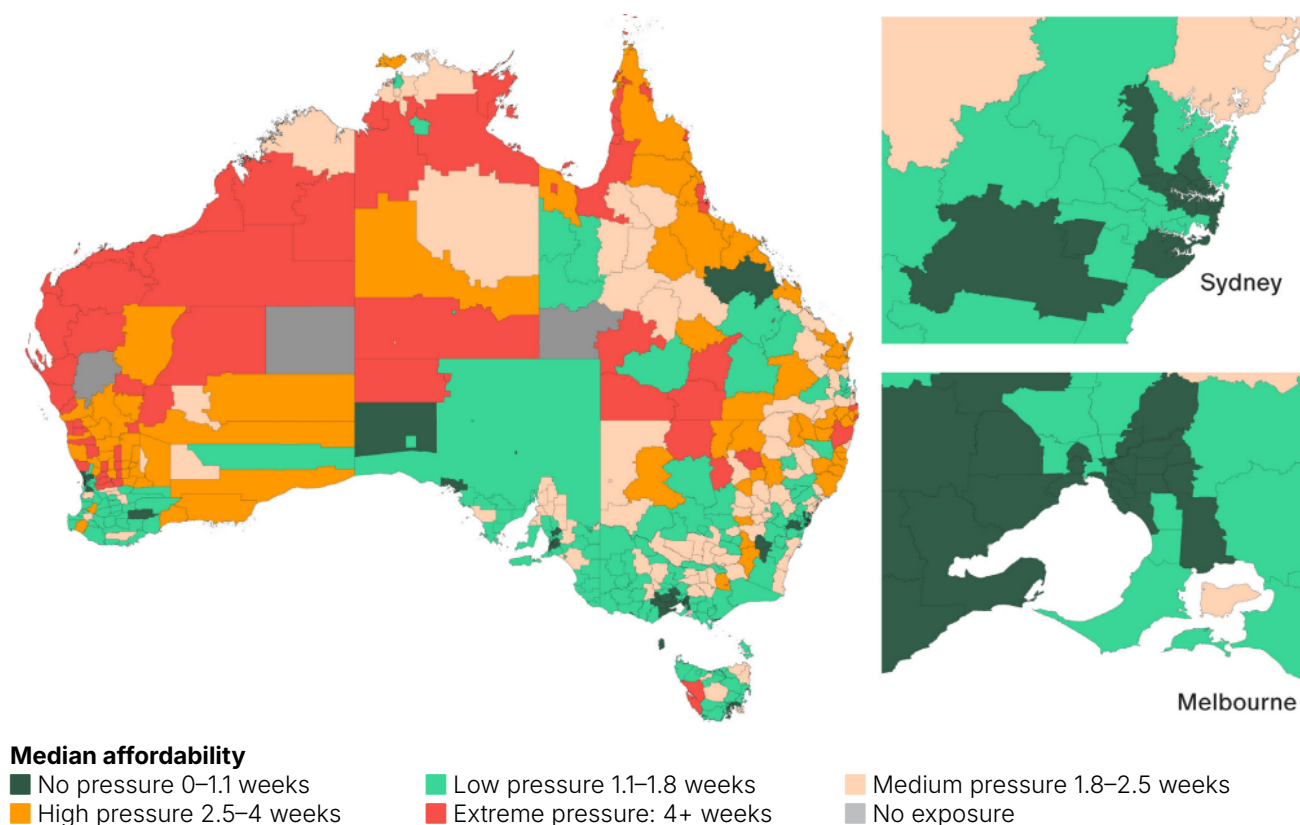 Sydney
Melbourne
Median affordability
No pressure 0–1.1 weeks
Low pressure 1.1–1.8 weeks
Medium pressure 1.8–2.5 weeks
High pressure 2.5–4 weeks
Extreme pressure: 4+ weeks
No exposure